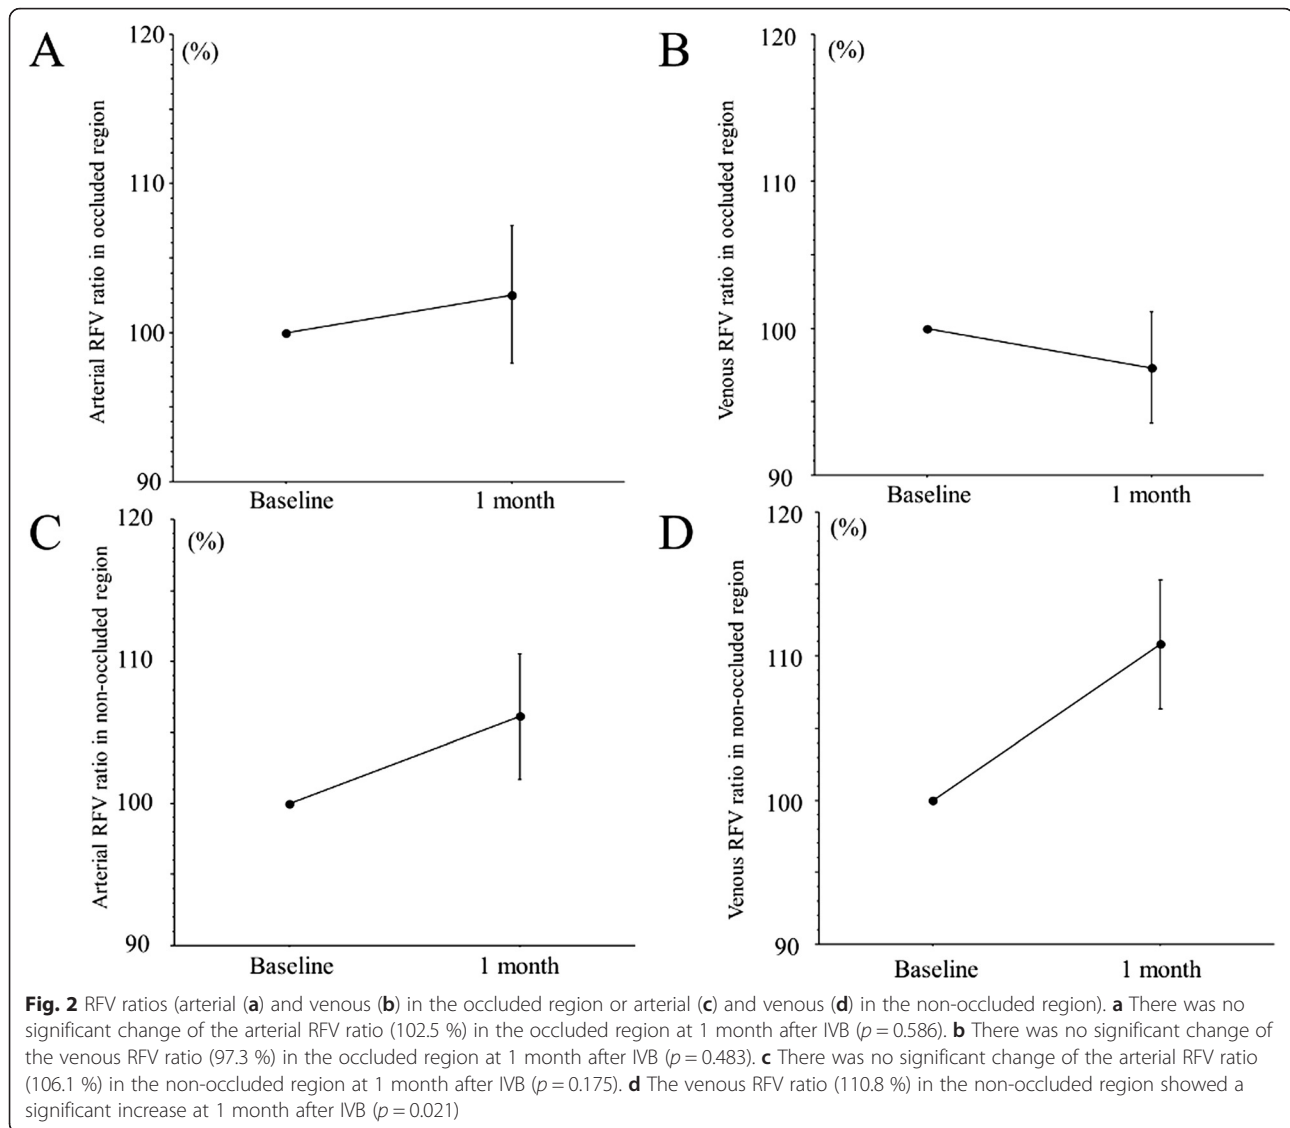 A
(%)
120
110
100
90
Arterial RFV ratio in occluded region
Baseline 1 month
B
(%)
120
110
100
90
Venous RFV ratio in occluded region
Baseline 1 month
C
(%)
120
110
100
90
Arterial RFV ratio in non-occluded region
Baseline 1 month
D
(%)
120
110
100
90
Venous RFV ratio in non-occluded region
Baseline 1 month
Fig. 2 RFV ratios (arterial (a) and venous (b) in the occluded region or arterial (c) and venous (d) in the non-occluded region). a There was no
significant change of the arterial RFV ratio (102.5 %) in the occluded region at 1 month after IVB (p = 0.586). b There was no significant change of
the venous RFV ratio (97.3 %) in the occluded region at 1 month after IVB (p = 0.483). c There was no significant change of the arterial RFV ratio
(106.1 %) in the non-occluded region at 1 month after IVB (p = 0.175). d The venous RFV ratio (110.8 %) in the non-occluded region showed a
significant increase at 1 month after IVB (p = 0.021)